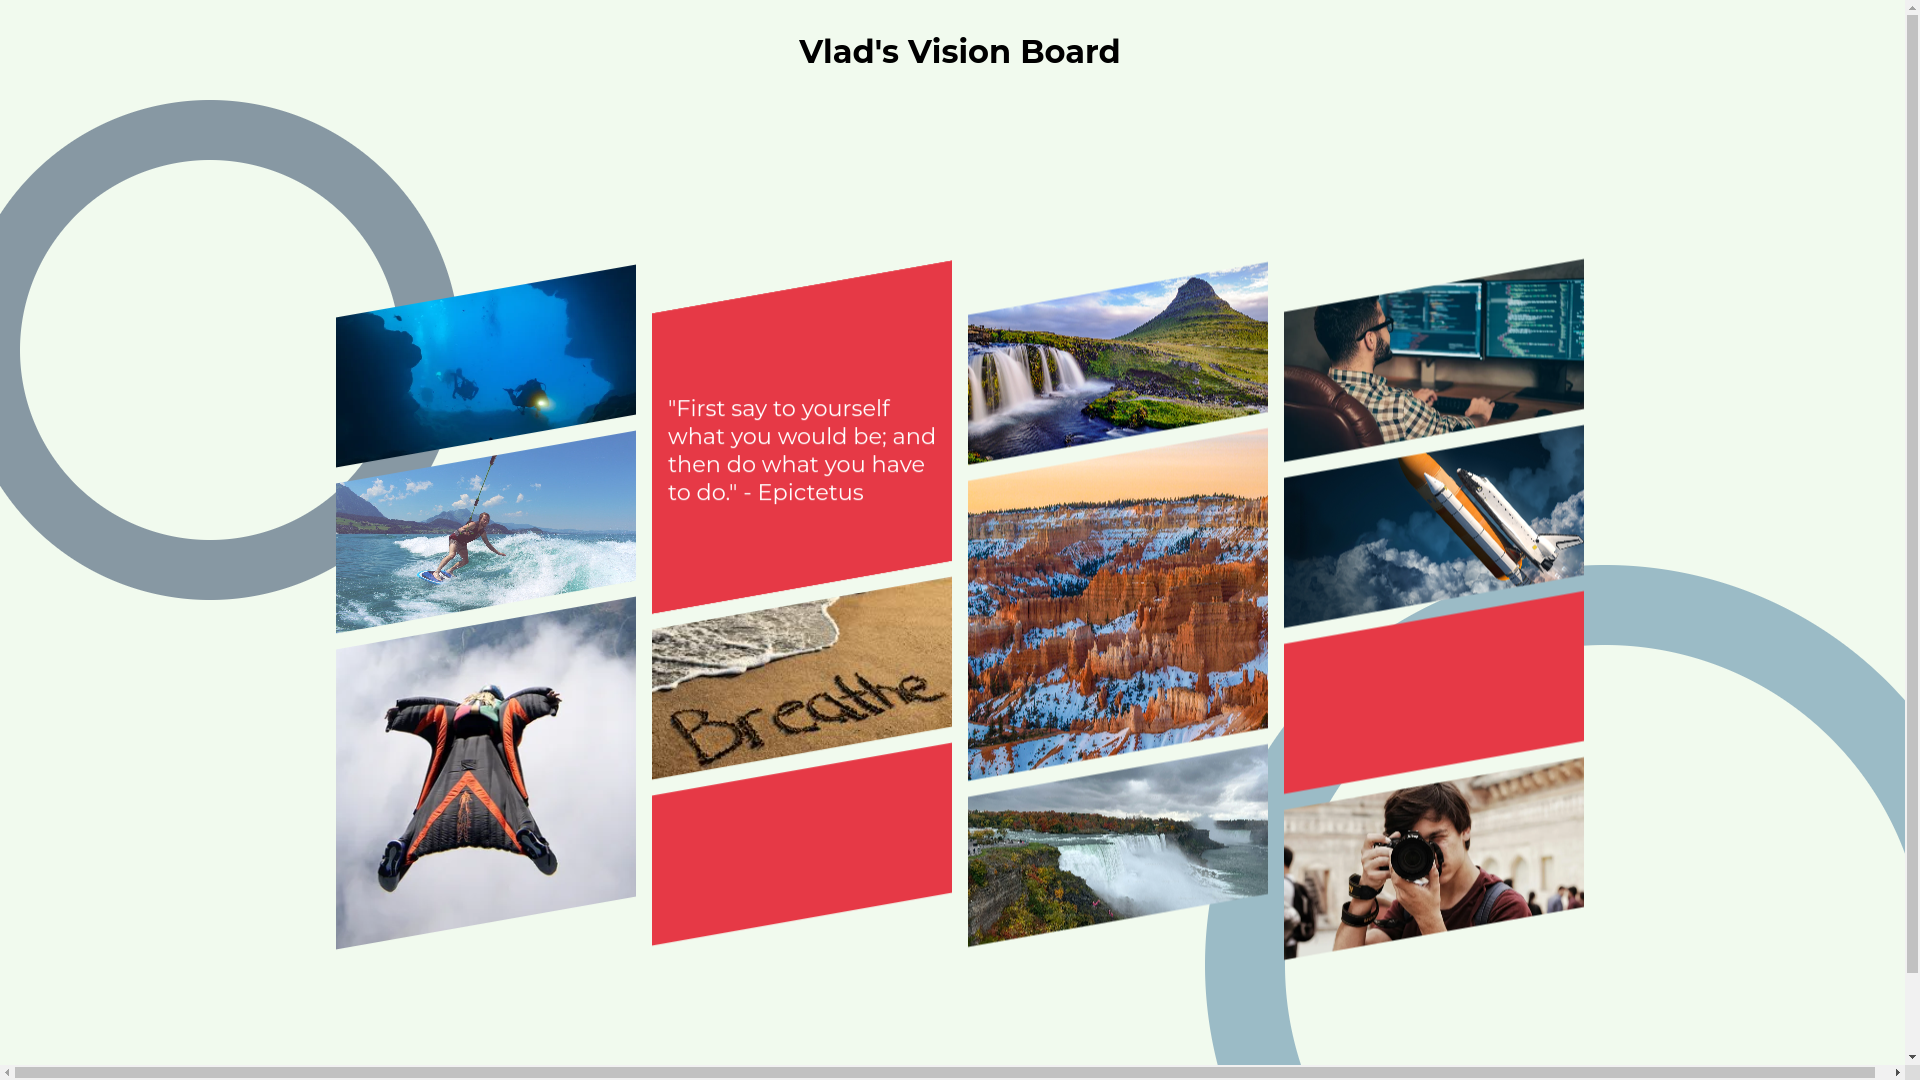 Vlad's Vision Board
"First say to yourself
what you would be; and
then do what you have
to do." - Epictetus
Breathe